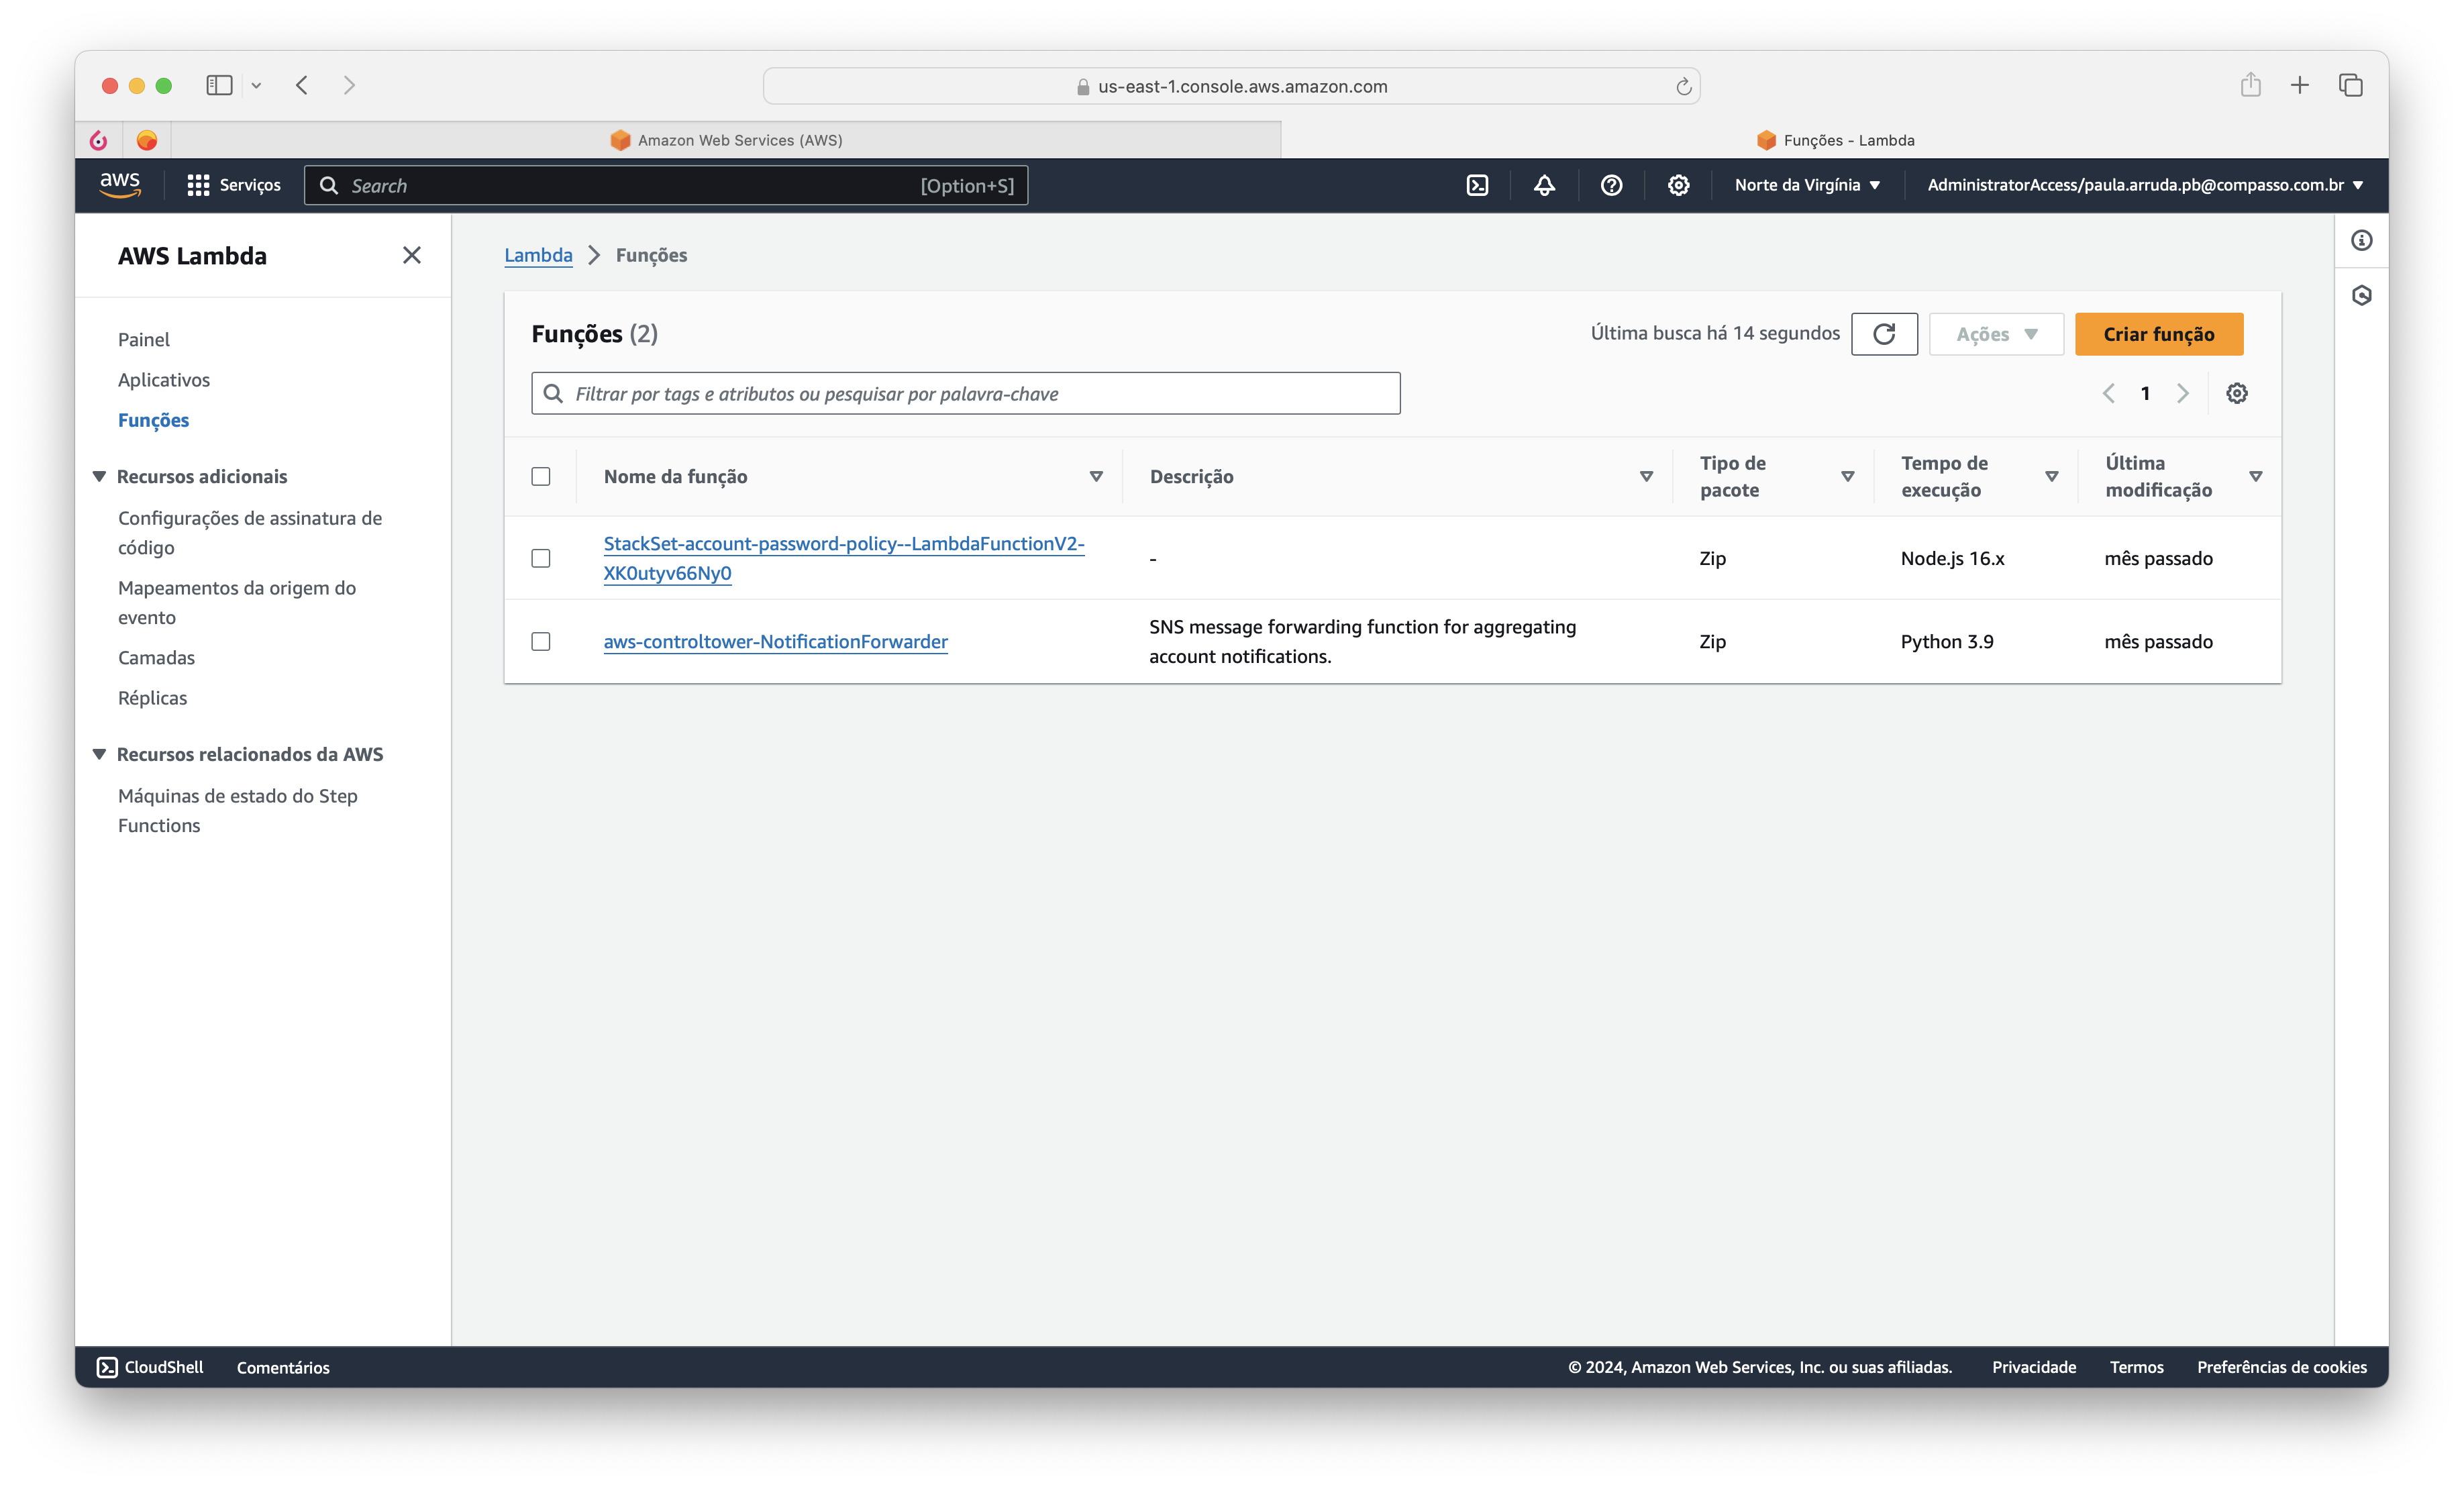 us-east-1.console.aws.amazon.com
Amazon Web Services (AWS)
Funções - Lambda
aws
Serviços
Search
[Option+S]
Norte da Virgínia
AdministratorAccess/paula.arruda.pb@compasso.com.br
AWS Lambda
Painel
Aplicativos
Funções
Recursos adicionais
Configurações de assinatura de
código
Mapeamentos da origem do
evento
Camadas
Réplicas
Recursos relacionados da AWS
Máquinas de estado do Step
Functions
Lambda
Funções
Funções (2)
Última busca há 14 segundos
Ações
Criar função
Filtrar por tags e atributos ou pesquisar por palavra-chave
1
Nome da função
Descrição
Tipo de
pacote
Tempo de
execução
Última
modificação
StackSet-account-password-policy--LambdaFunctionV2-
XK0utyv66Ny0
-
Zip
Node.js 16.x
mês passado
aws-controltower-NotificationForwarder
SNS message forwarding function for aggregating
account notifications.
Zip
Python 3.9
mês passado
CloudShell
Comentários
© 2024, Amazon Web Services, Inc. ou suas afiliadas.
Privacidade
Termos
Preferências de cookies